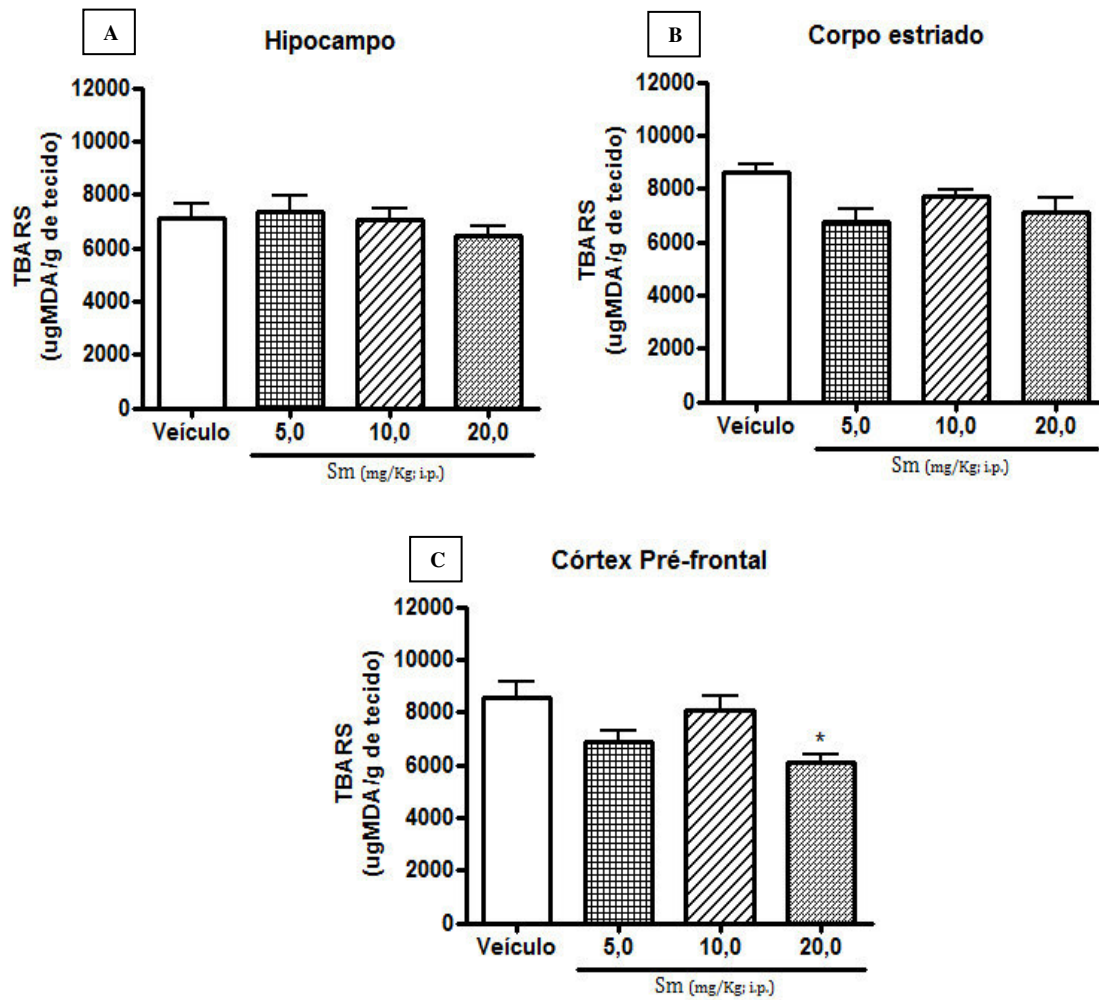 A
Hipocampo
TBARS
(ugMDA/g de tecido)
12000
10000
8000
6000
4000
2000
0
Veículo 5,0 10,0 20,0
Sm (mg/Kg; i.p.)
B
Corpo estriado
TBARS
(ugMDA/g de tecido)
12000
10000
8000
6000
4000
2000
0
Veículo 5,0 10,0 20,0
Sm (mg/Kg; i.p.)
C
Córtex Pré-frontal
TBARS
(ugMDA/g de tecido)
12000
10000
8000
6000
4000
2000
0
*
Veículo 5,0 10,0 20,0
Sm (mg/Kg; i.p.)